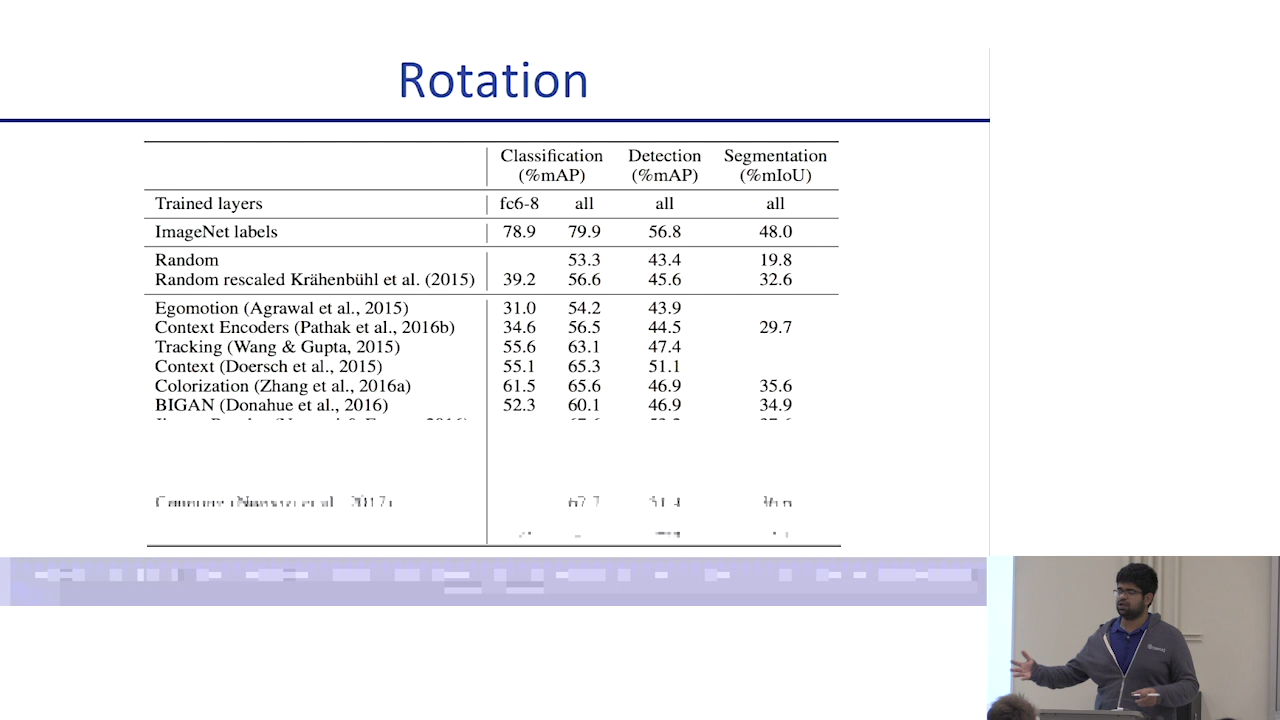 Rotation
Classification Detection Segmentation
(%mAP) (%mAP) (%mIoU)
Trained layers fc6-8 all all all
ImageNet labels 78.9 79.9 56.8 48.0
Random 53.3 43.4 19.8
Random rescaled Krähenbühl et al. (2015) 39.2 56.6 45.6 32.6
Egomotion (Agrawal et al., 2015) 31.0 54.2 43.9
Context Encoders (Pathak et al., 2016b) 34.6 56.5 44.5 29.7
Tracking (Wang & Gupta, 2015) 55.6 63.1 47.4
Context (Doersch et al., 2015) 55.1 65.3 51.1
Colorization (Zhang et al., 2016a) 61.5 65.6 46.9 35.6
BIGAN (Donahue et al., 2016) 52.3 60.1 46.9 34.9